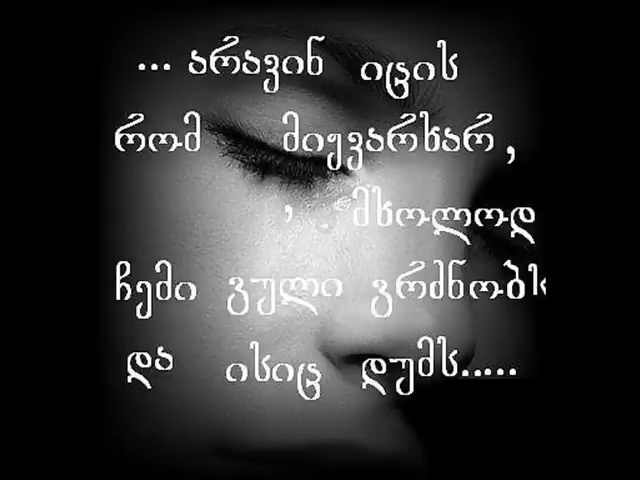 ... არავინ იცის
რომ მიყვარხარ,
, . მხოლოდ
ჩემი გული გრძნობს
და ისიც დუმს.....